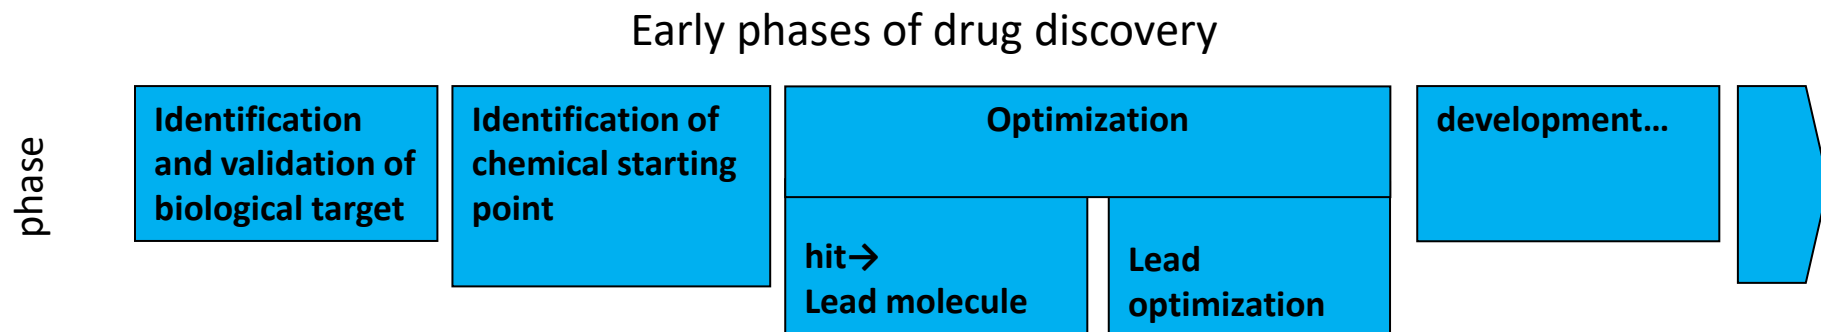 Early phases of drug discovery
phase
Identification
and validation of
biological target
Identification of
chemical starting
point
Optimization
hit→
Lead molecule
Lead
optimization
development…